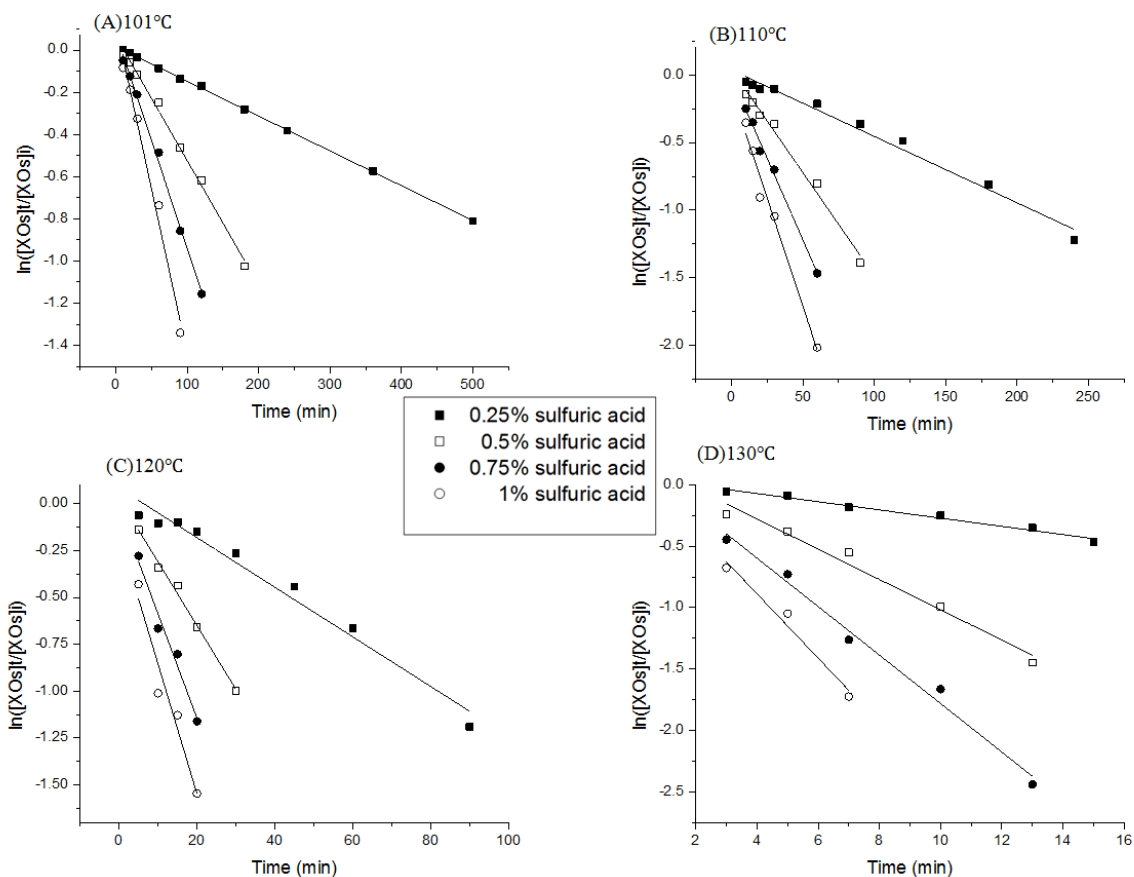 (A)101℃
0.0
-0.2
-0.4
-0.6
-0.8
-1.0
-1.2
-1.4
ln([XOs]t/[XOs]i)
0 100 200 300 400 500
Time (min)
(B)110℃
0.0
-0.5
-1.0
-1.5
-2.0
ln([XOs]t/[XOs]i)
0 50 100 150 200 250
Time (min)
0.25% sulfuric acid
0.5% sulfuric acid
0.75% sulfuric acid
1% sulfuric acid
(C)120℃
0.00
-0.25
-0.50
-0.75
-1.00
-1.25
-1.50
ln([XOs]t/[XOs]i)
0 20 40 60 80 100
Time (min)
(D)130℃
0.0
-0.5
-1.0
-1.5
-2.0
-2.5
ln([XOs]t/[XOs]i)
2 4 6 8 10 12 14 16
Time (min)